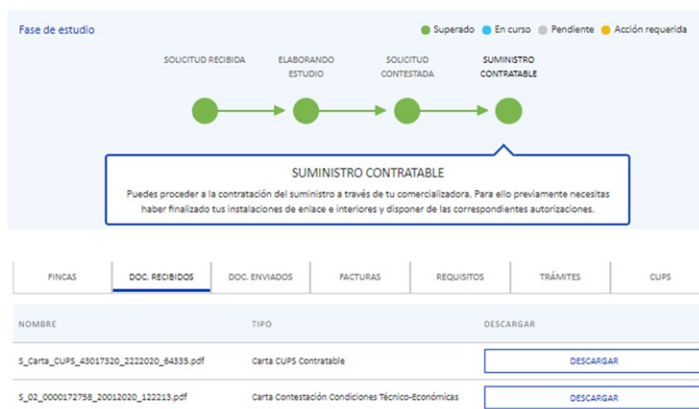 Fase de estudio
Superado En curso Pendiente Acción requerida
SOLICITUD RECIBIDA
ELABORANDO
ESTUDIO
SOLICITUD
CONTESTADA
SUMINISTRO
CONTRATABLE
SUMINISTRO CONTRATABLE
Puedes proceder a la contratación del suministro a través de tu comercializadora. Para ello previamente necesitas
haber finalizado tus instalaciones de enlace e interiores y disponer de las correspondientes autorizaciones.
FINCAS DOC. RECIBIDOS DOC. ENVIADOS FACTURAS REQUISITOS TRÁMITES CUPS
NOMBRE TIPO DESCARGAR
S_Carta_CUPS_43017320_2222020_64335.pdf Carta CUPS Contratable DESCARGAR
S_02_0000172758_20012020_122213.pdf Carta Contestación Condiciones Técnico-Económicas DESCARGAR